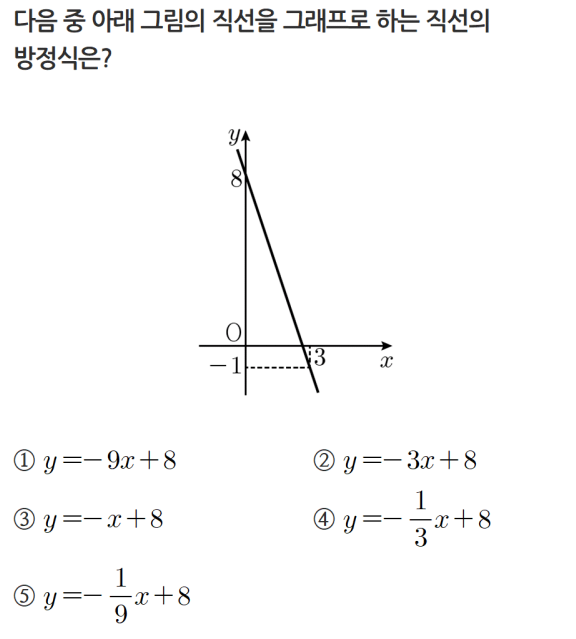 다음 중 아래 그림의 직선을 그래프로 하는 직선의
방정식은?
y
8
O
3
-1
x
① y=-9x+8 ② y=-3x+8
③ y=-x+8 ④ y=-1/3x+8
⑤ y=-1/9x+8